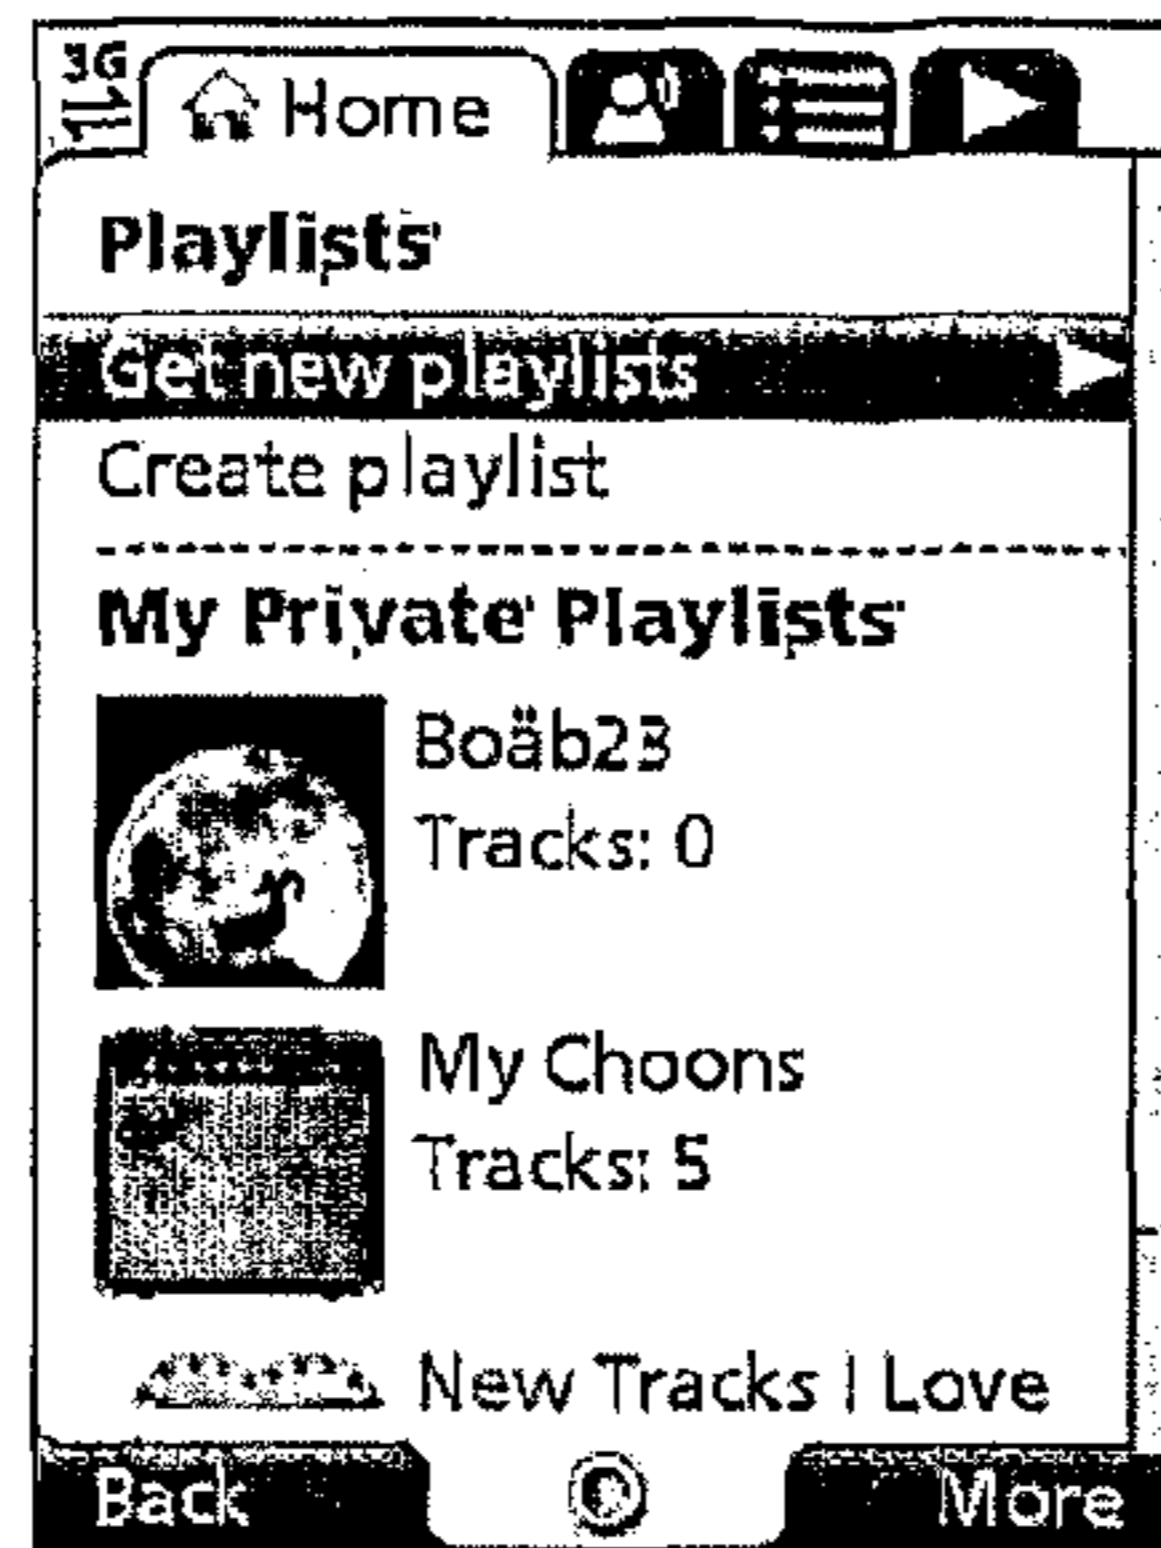 3G
Home
Playlists
Get new playlists
Create playlist
My Private Playlists
Boäb23
Tracks: 0
My Choons
Tracks: 5
New Tracks I Love
Back
More